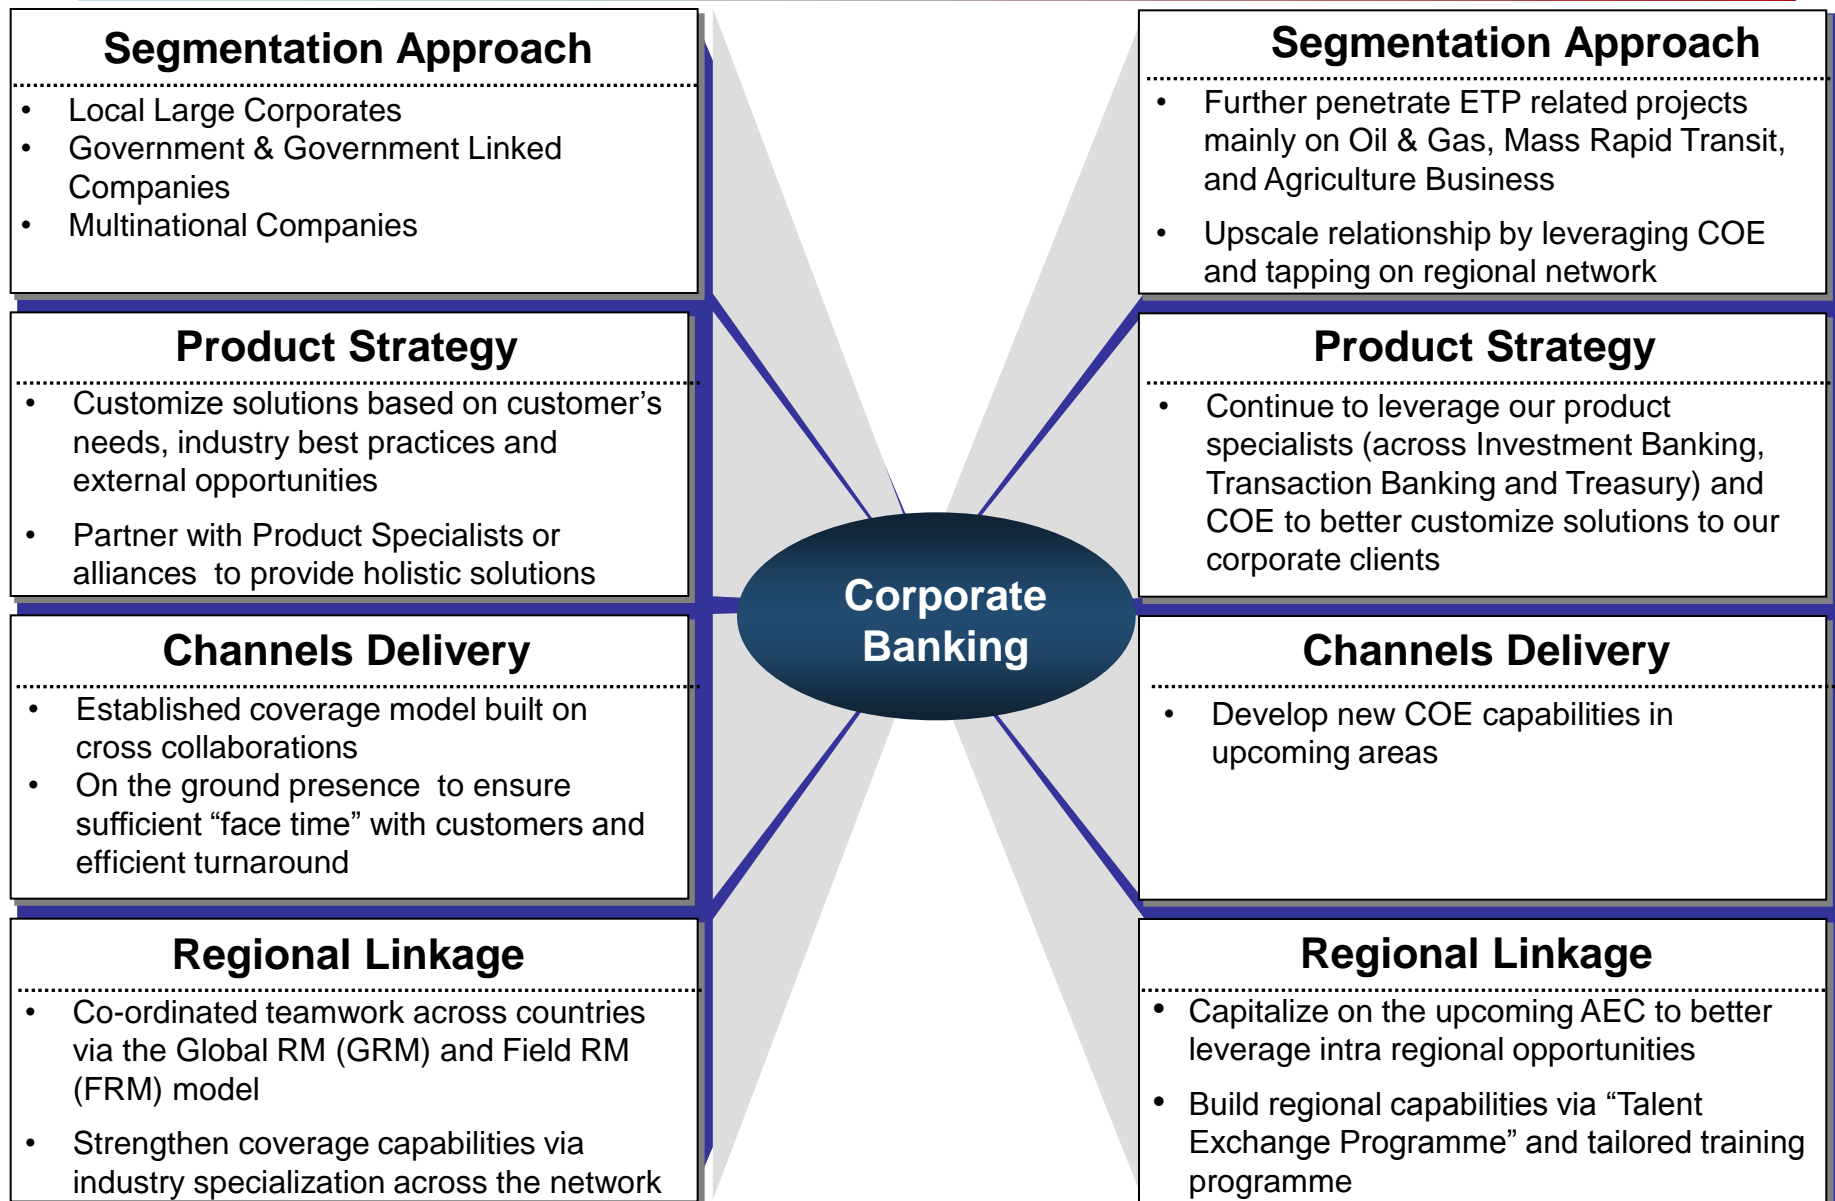 Segmentation Approach
• Local Large Corporates
• Government & Government Linked
Companies
• Multinational Companies
Product Strategy
• Customize solutions based on customer’s
needs, industry best practices and
external opportunities
• Partner with Product Specialists or
alliances to provide holistic solutions
Channels Delivery
• Established coverage model built on
cross collaborations
• On the ground presence to ensure
sufficient “face time” with customers and
efficient turnaround
Regional Linkage
• Co-ordinated teamwork across countries
via the Global RM (GRM) and Field RM
(FRM) model
• Strengthen coverage capabilities via
industry specialization across the network
Corporate
Banking
Segmentation Approach
• Further penetrate ETP related projects
mainly on Oil & Gas, Mass Rapid Transit,
and Agriculture Business
• Upscale relationship by leveraging COE
and tapping on regional network
Product Strategy
• Continue to leverage our product
specialists (across Investment Banking,
Transaction Banking and Treasury) and
COE to better customize solutions to our
corporate clients
Channels Delivery
• Develop new COE capabilities in
upcoming areas
Regional Linkage
• Capitalize on the upcoming AEC to better
leverage intra regional opportunities
• Build regional capabilities via “Talent
Exchange Programme” and tailored training
programme